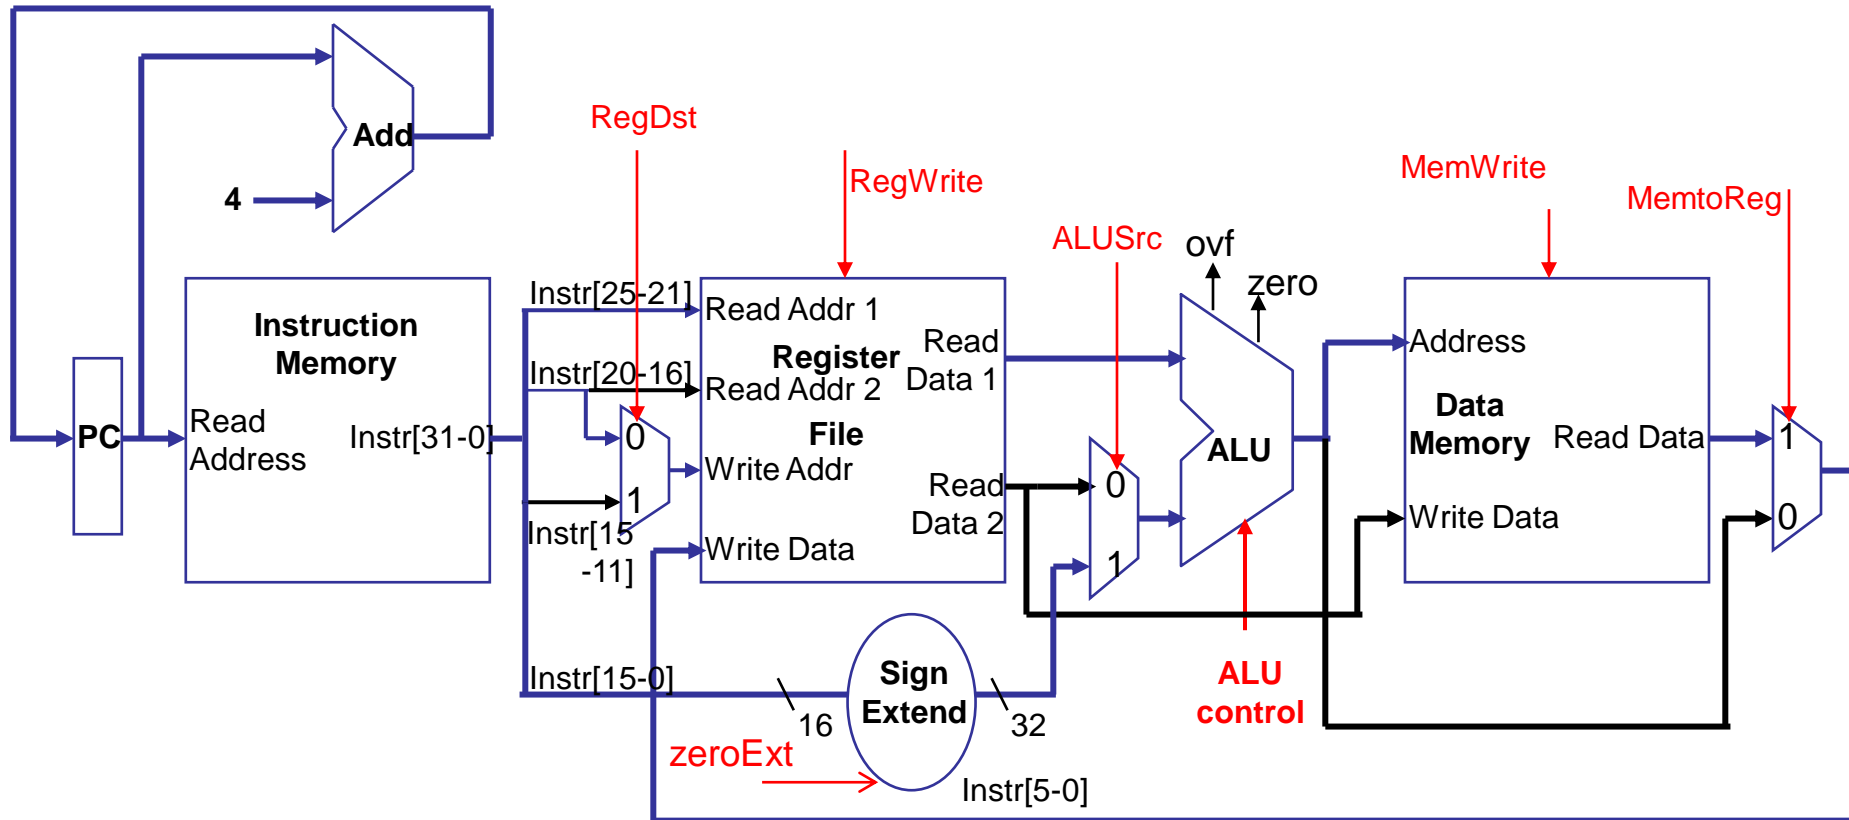 Add
4
RegDst
RegWrite
MemWrite
MemtoReg
ALUSrc
ovf
zero
Instruction
Memory
Read
Address
Instr[31-0]
PC
Instr[25-21]
Instr[20-16]
Instr[15
-11]
0
1
Read Addr 1
Read Addr 2
Register
File
Write Addr
Write Data
Read
Data 1
Read
Data 2
0
1
ALU
ALU
control
Address
Data
Memory
Read Data
Write Data
1
0
Instr[15-0]
16
Sign
Extend
32
zeroExt
Instr[5-0]